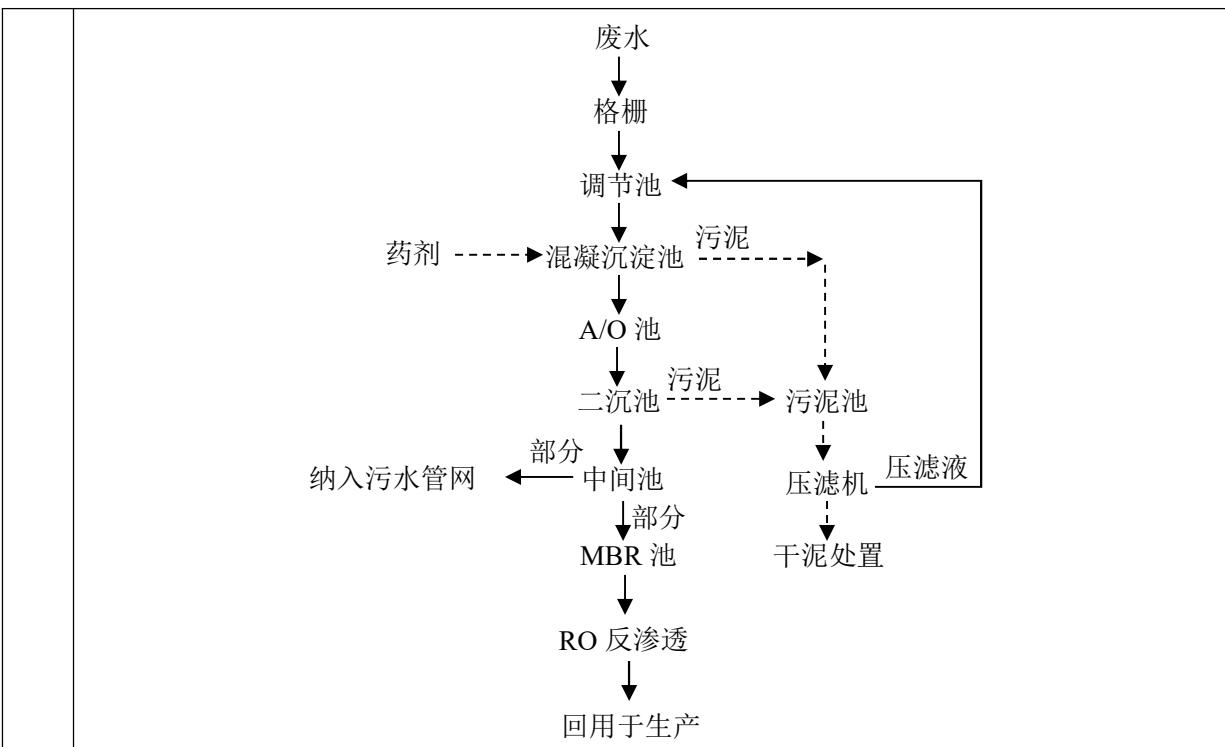 废水
格栅
调节池
药剂 混凝沉淀池 污泥
A/O 池
二沉池 污泥 污泥池
纳入污水管网 部分 中间池 压滤机 压滤液
部分
MBR 池 干泥处置
RO 反渗透
回用于生产